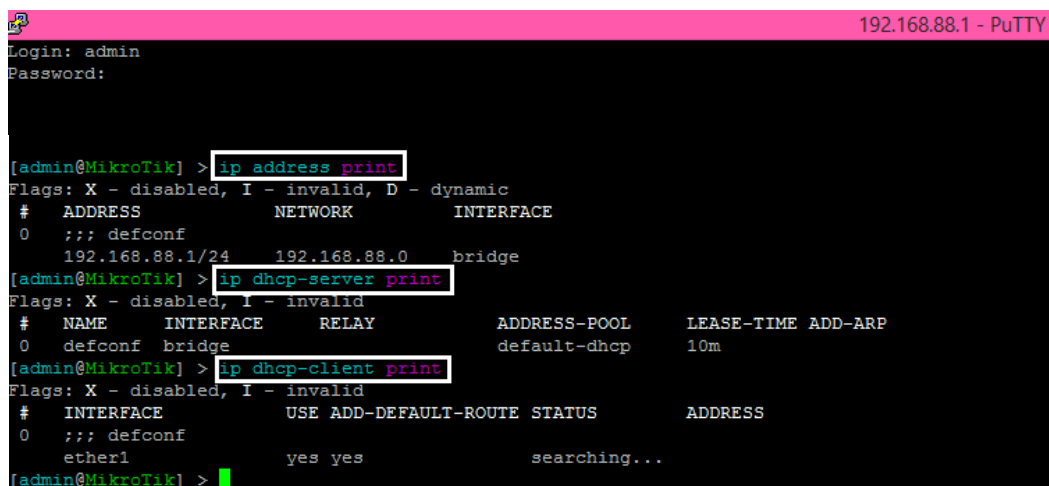 192.168.88.1 - PuTTY
Login: admin
Password:
[admin@MikroTik] > ip address print
Flags: X - disabled, I - invalid, D - dynamic
# ADDRESS NETWORK INTERFACE
0 ;;; defconf
192.168.88.1/24 192.168.88.0 bridge
[admin@MikroTik] > ip dhcp-server print
Flags: X - disabled, I - invalid
# NAME INTERFACE RELAY ADDRESS-POOL LEASE-TIME ADD-ARP
0 defconf bridge default-dhcp 10m
[admin@MikroTik] > ip dhcp-client print
Flags: X - disabled, I - invalid
# INTERFACE USE ADD-DEFAULT-ROUTE STATUS ADDRESS
0 ;;; defconf
ether1 yes yes searching...
[admin@MikroTik] >